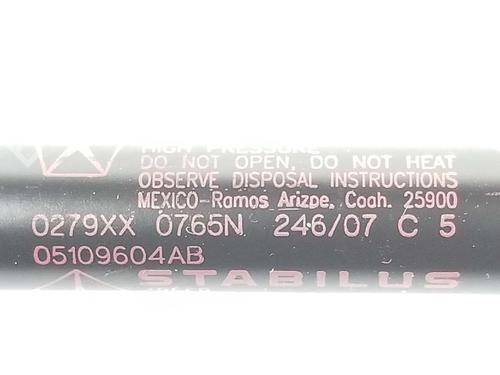 HIGH PRESSURE
DO NOT OPEN, DO NOT HEAT
OBSERVE DISPOSAL INSTRUCTIONS
MEXICO-Ramos Arizpe, Coah. 25900
0279XX 0765N 246/07 C 5
05109604AB
STABILUS